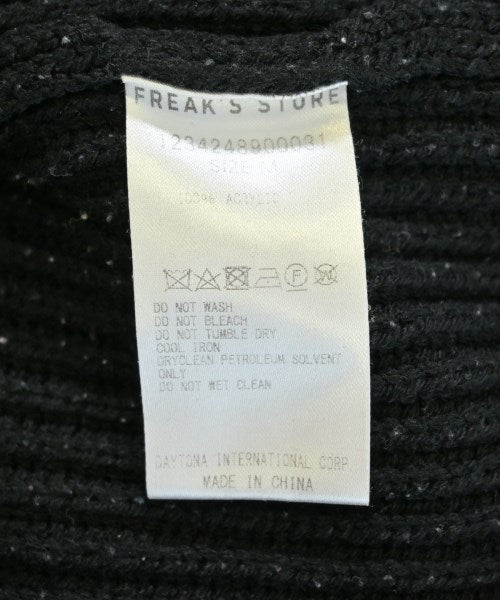 FREAK'S STORE
1234248900031
SIZE
100% ACRYLIC
F W
DO NOT WASH
DO NOT BLEACH
DO NOT TUMBLE DRY
COOL IRON
DRYCLEAN PETROLEUM SOLVENT
ONLY
DO NOT WET CLEAN
DAYTONA INTERNATIONAL CORP.
MADE IN CHINA